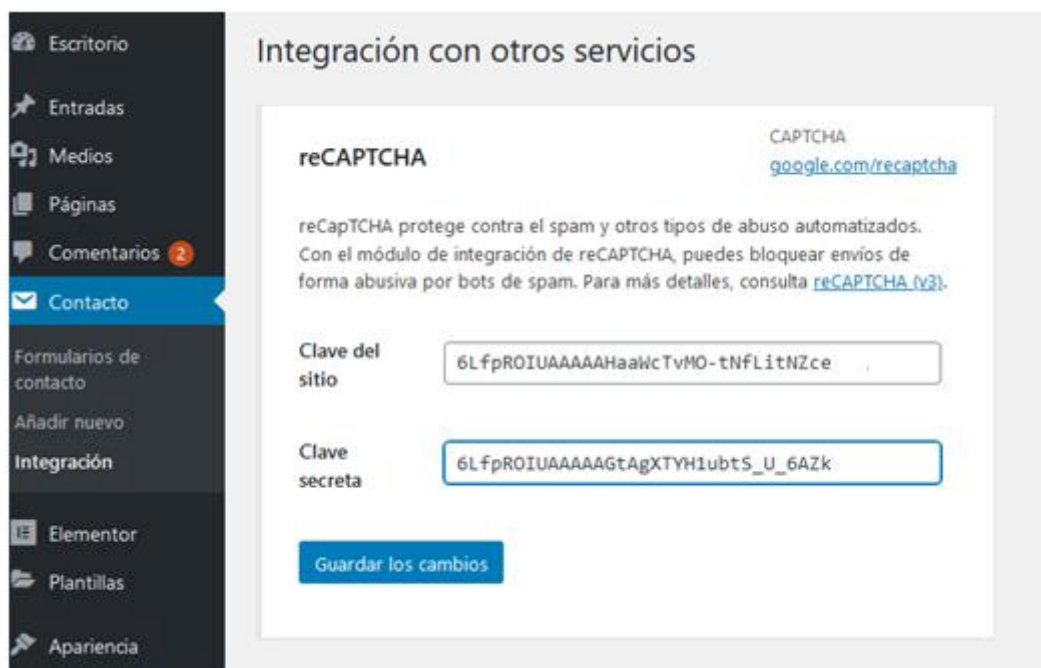 Escritorio
Entradas
Medios
Páginas
Comentarios 2
Contacto
Formularios de
contacto
Añadir nuevo
Integración
Elementor
Plantillas
Apariencia
Integración con otros servicios
reCAPTCHA
CAPTCHA
google.com/recaptcha
reCapTCHA protege contra el spam y otros tipos de abuso automatizados.
Con el módulo de integración de reCAPTCHA, puedes bloquear envíos de
forma abusiva por bots de spam. Para más detalles, consulta reCAPTCHA (v3).
Clave del
sitio
6LfpROIUAAAAAHaaWcTvMO-tNfLitNZce
Clave
secreta
6LfpROIUAAAAAGtAgXTYH1ubtS_U_6AZk
Guardar los cambios